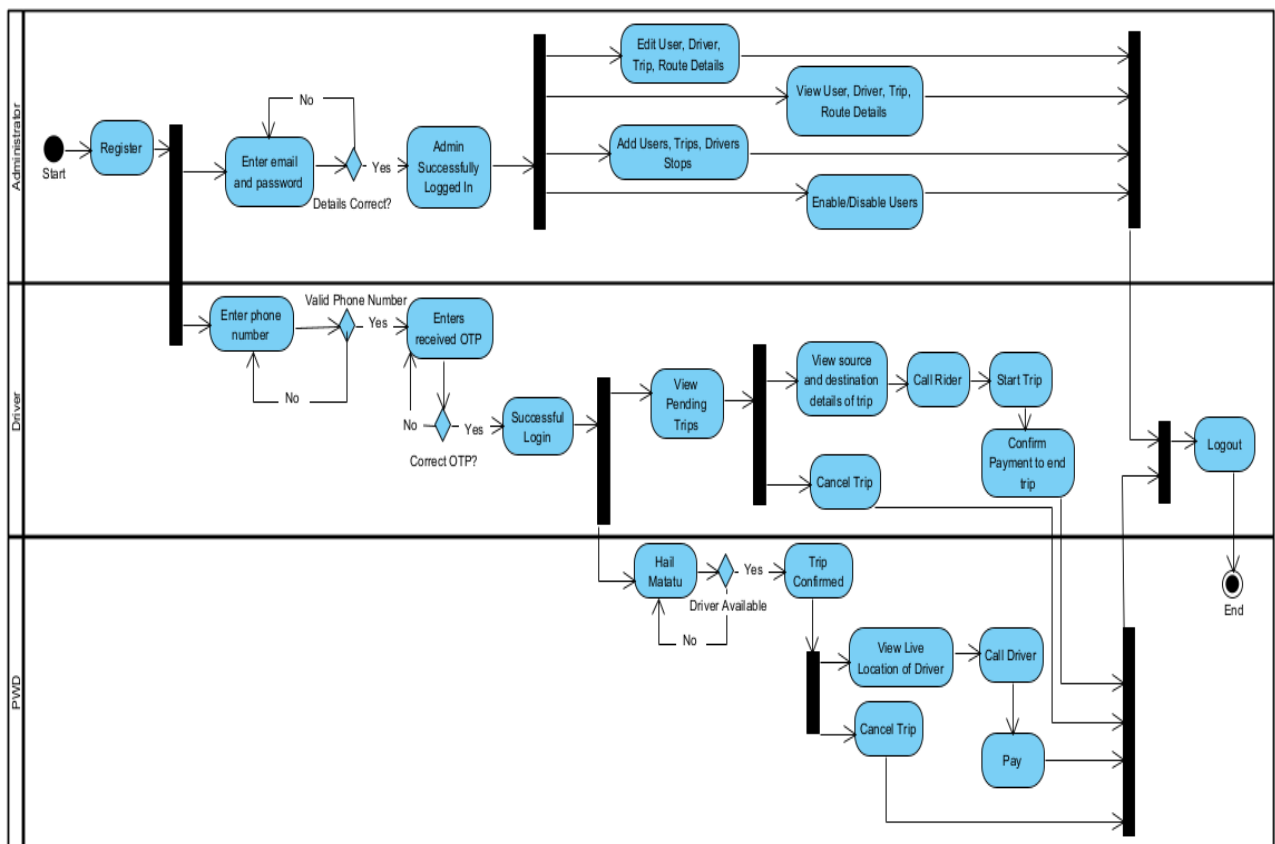 Administrator
Start
Register
No
Enter email
and password
Yes
Details Correct?
Admin
Successfully
Logged In
Edit User, Driver,
Trip, Route Details
View User, Driver, Trip,
Route Details
Add Users, Trips, Drivers
Stops
Enable/Disable Users
Driver
Enter phone
number
Valid Phone Number
Yes
No
Enters
received OTP
No
Yes
Correct OTP?
Successful
Login
View
Pending
Trips
View source
and destination
details of trip
Call Rider
Start Trip
Confirm
Payment to end
trip
Cancel Trip
Logout
End
PWD
Hail
Matatu
Yes
Driver Available
No
Trip
Confirmed
View Live
Location of Driver
Call Driver
Cancel Trip
Pay